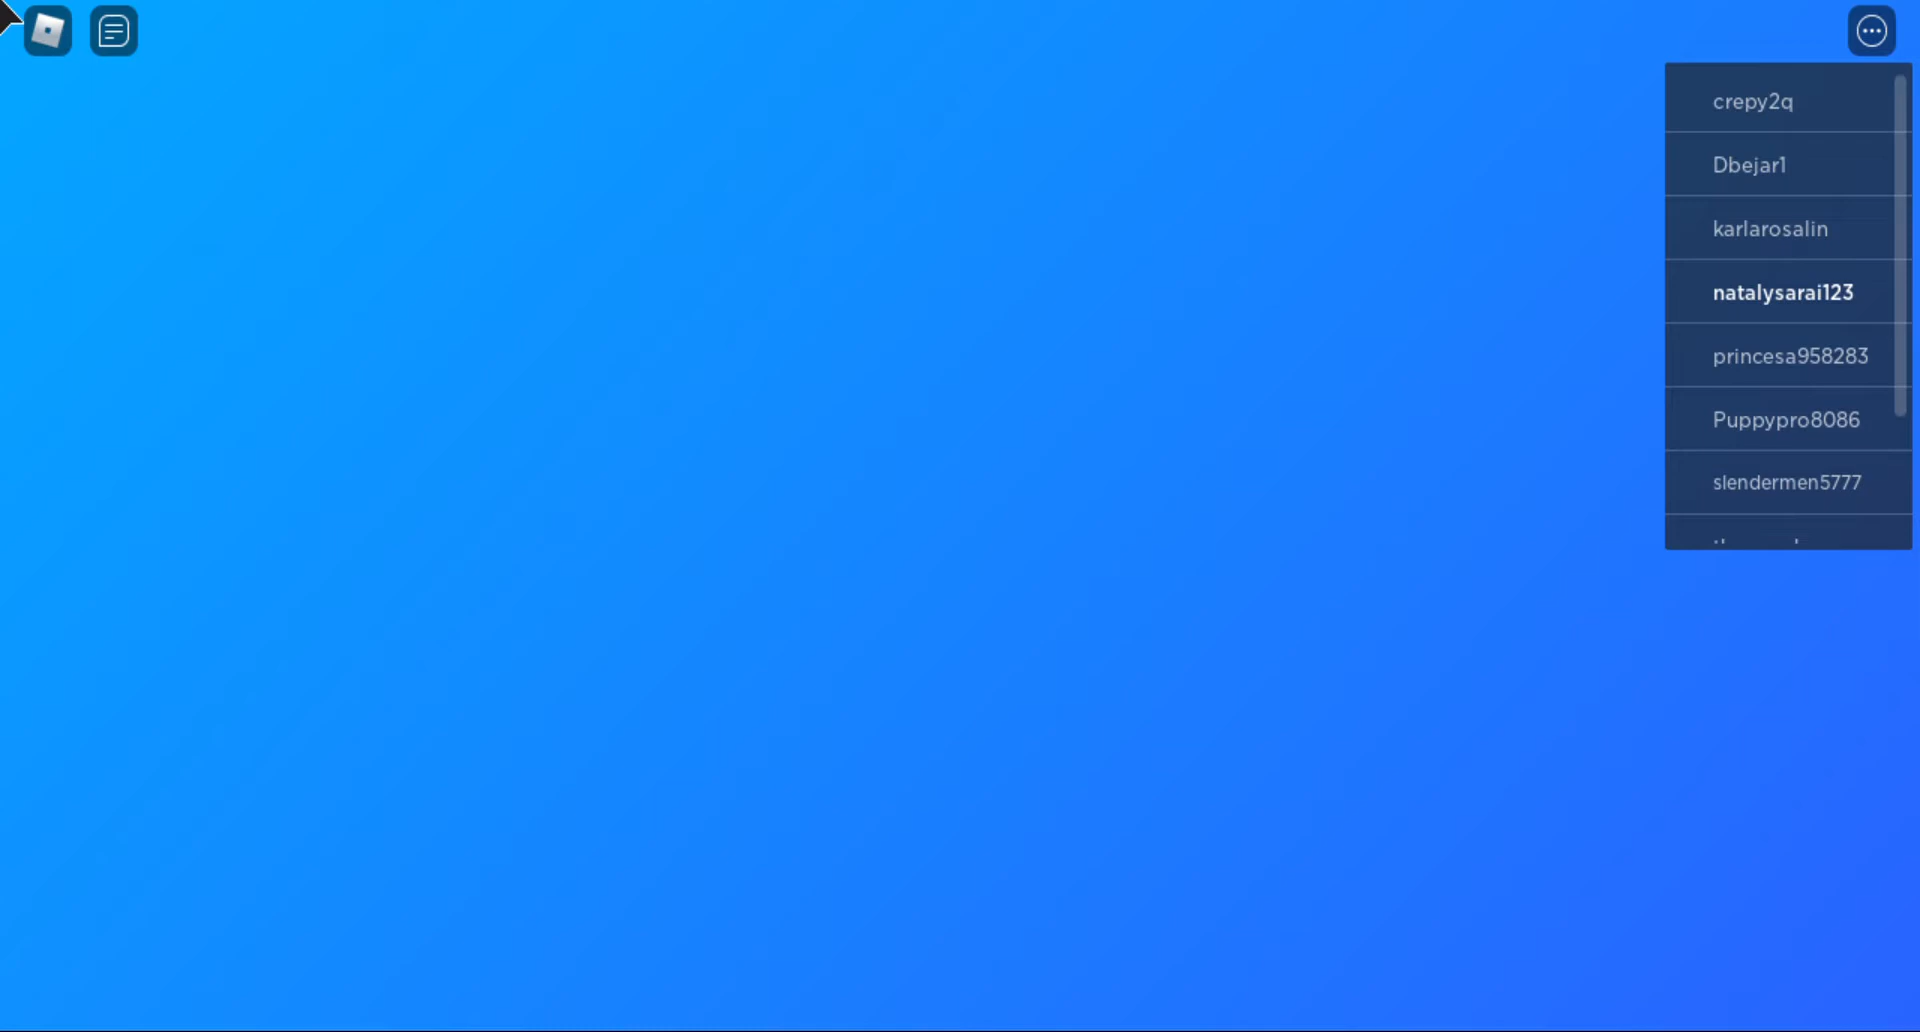 crepy2q
Dbejar1
karlarosalin
natalysarai123
princesa958283
Puppypro8086
slendermen5777